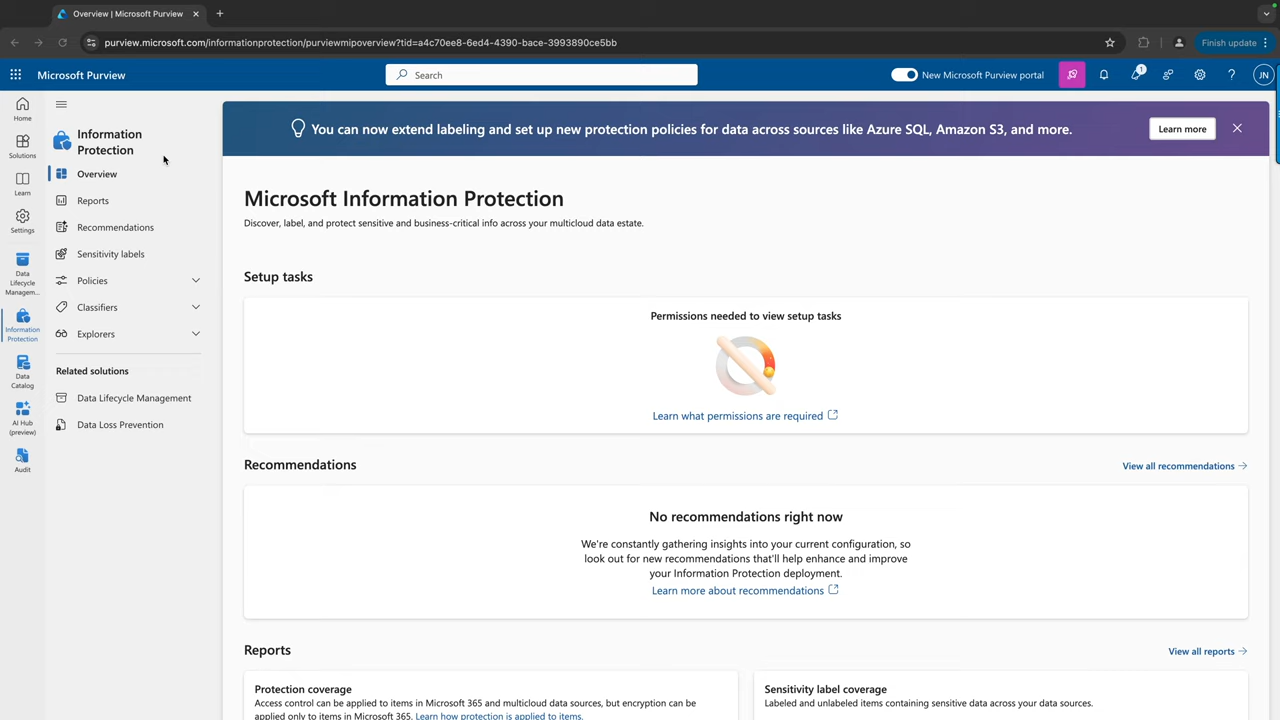 Overview | Microsoft Purview
purview.microsoft.com/informationprotection/purviewmipoverview?tid=a4c70ee8-6ed4-4390-bace-3993890ce5bb
Finish update
Microsoft Purview
Search
New Microsoft Purview portal
1
JN
Home
Solutions
Learn
Settings
Data
Lifecycle
Managem...
Information
Protection
Data
Catalog
AI Hub
(preview)
Audit
Information
Protection
Overview
Reports
Recommendations
Sensitivity labels
Policies
Classifiers
Explorers
Related solutions
Data Lifecycle Management
Data Loss Prevention
You can now extend labeling and set up new protection policies for data across sources like Azure SQL, Amazon S3, and more.
Learn more
Microsoft Information Protection
Discover, label, and protect sensitive and business-critical info across your multicloud data estate.
Setup tasks
Permissions needed to view setup tasks
Learn what permissions are required
Recommendations
View all recommendations
No recommendations right now
We're constantly gathering insights into your current configuration, so
look out for new recommendations that'll help enhance and improve
your Information Protection deployment.
Learn more about recommendations
Reports
View all reports
Protection coverage
Access control can be applied to items in Microsoft 365 and multicloud data sources, but encryption can be
applied only to items in Microsoft 365. Learn how protection is applied to items.
Sensitivity label coverage
Labeled and unlabeled items containing sensitive data across your data sources.